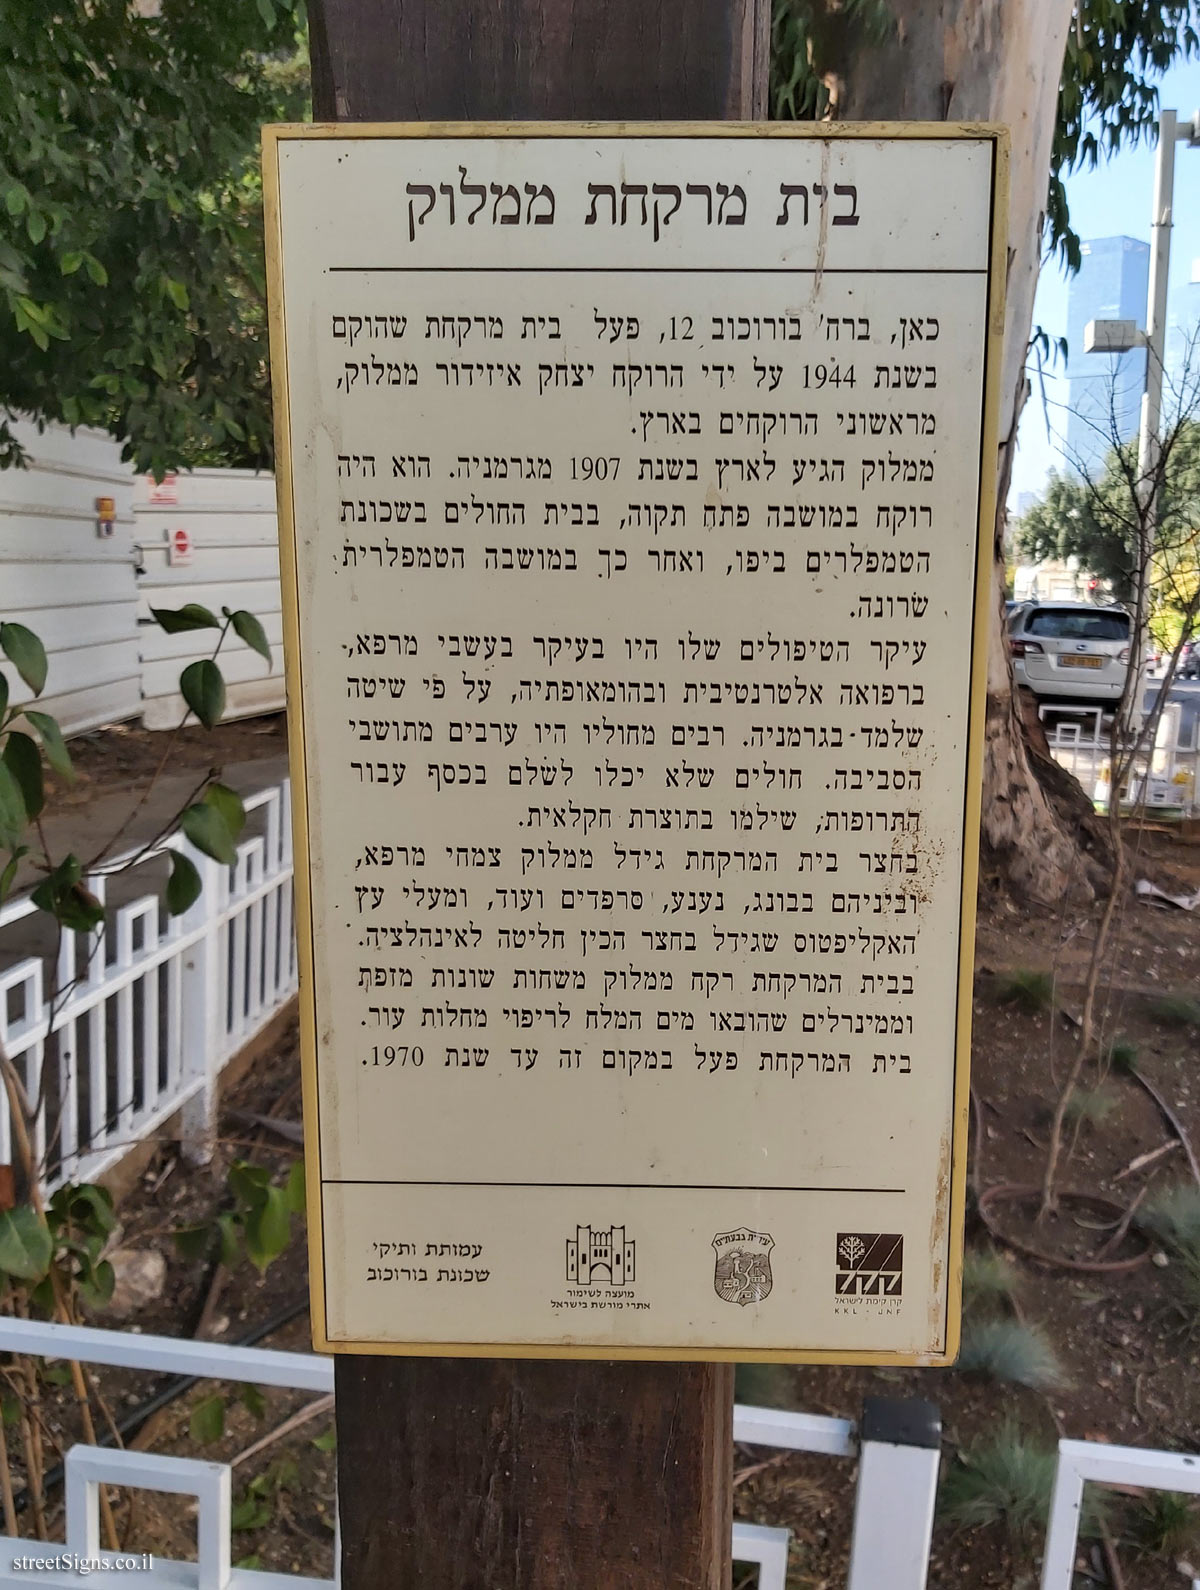 בית מרקחת ממלוק
כאן, ברח' בורוכוב 12, פעל בית מרקחת שהוקם
בשנת 1944 על ידי הרוקח יצחק איזידור ממלוק,
מראשוני הרוקחים בארץ.
ממלוק הגיע לארץ בשנת 1907 מגרמניה. הוא היה
רוקח במושבה פתח תקוה, בבית החולים בשכונת
הטמפלרים ביפו, ואחר כך במושבה הטמפלרית
שרונה.
עיקר הטיפולים שלו היו בעיקר בעשבי מרפא,
ברפואה אלטרנטיבית ובהומאופתיה, על פי שיטה
שלמד בגרמניה. רבים מחוליו היו ערבים מתושבי
הסביבה. חולים שלא יכלו לשלם בכסף עבור
התרופות, שילמו בתוצרת חקלאית.
בחצר בית המרקחת גידל ממלוק צמחי מרפא,
וביניהם בבונג, נענע, סרפדים ועוד, ומעלי עץ
האקליפטוס שגידל בחצר הכין חליטה לאינהלציה.
בבית המרקחת רקח ממלוק משחות שונות מזפת
וממינרלים שהובאו מים המלח לריפוי מחלות עור.
בית המרקחת פעל במקום זה עד שנת 1970.
קקל
קרן קימת לישראל
KKL - JNF
עירית גבעתיים
מועצה לשימור
אתרי מורשת בישראל
עמותת ותיקי
שכונת בורוכוב
streetSigns.co.il